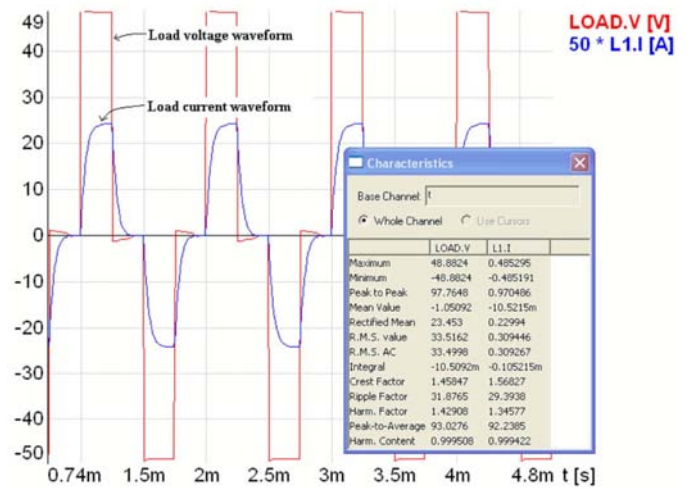 49
40
30
20
10
0
-10
-20
-30
-40
-50
Load voltage waveform
Load current waveform
LOAD.V [V]
50 * L1.I [A]
Characteristics
Base Channel: t
Whole Channel Use Cursors
LOAD.V L1.I
Maximum 48.8824 0.485295
Minimum -48.8824 -0.485191
Peak to Peak 97.7648 0.970486
Mean Value -1.05092 -10.5215m
Rectified Mean 23.453 0.22994
R.M.S. value 33.5162 0.309446
R.M.S. AC 33.4998 0.309267
Integral -10.5092m -0.105215m
Crest Factor 1.45847 1.56827
Ripple Factor 31.8765 29.3938
Harm. Factor 1.42908 1.34577
Peak-to-Average 93.0276 92.2385
Harm. Content 0.999508 0.999422
0.74m 1.5m 2m 2.5m 3m 3.5m 4m 4.8m t [s]